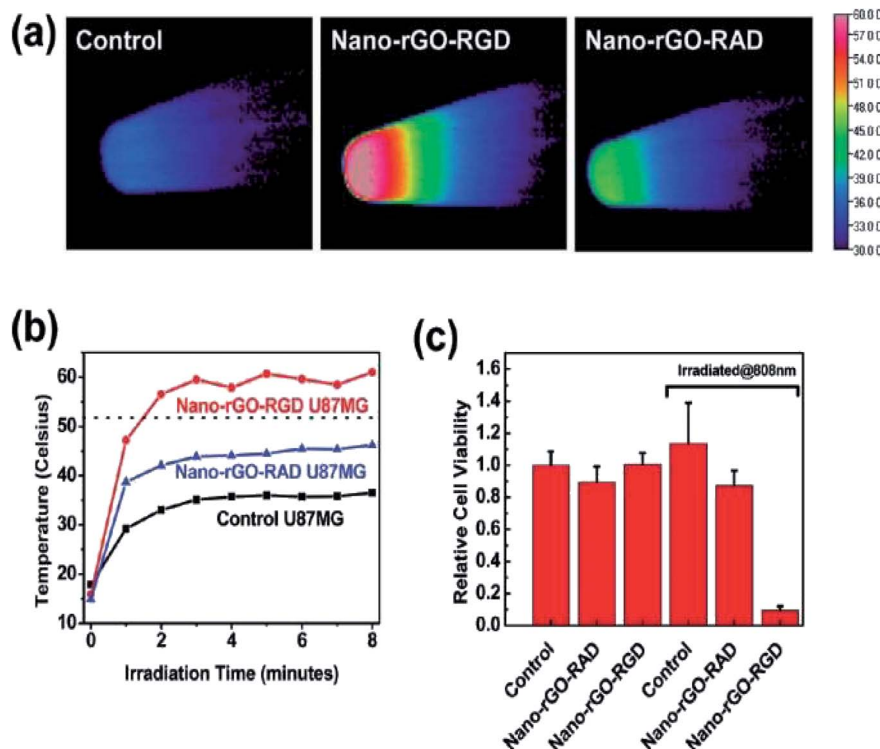 (a)
Control
Nano-rGO-RGD
Nano-rGO-RAD
60.0
57.0
54.0
51.0
48.0
45.0
42.0
39.0
36.0
33.0
30.0
(b)
Temperature (Celsius)
60
50
40
30
20
10
Nano-rGO-RGD U87MG
Nano-rGO-RAD U87MG
Control U87MG
0
2
4
6
8
Irradiation Time (minutes)
(c)
Relative Cell Viability
1.6
1.4
1.2
1.0
0.8
0.6
0.4
0.2
0.0
Irradiated@808nm
Control
Nano-rGO-RAD
Nano-rGO-RGD
Control
Nano-rGO-RAD
Nano-rGO-RGD